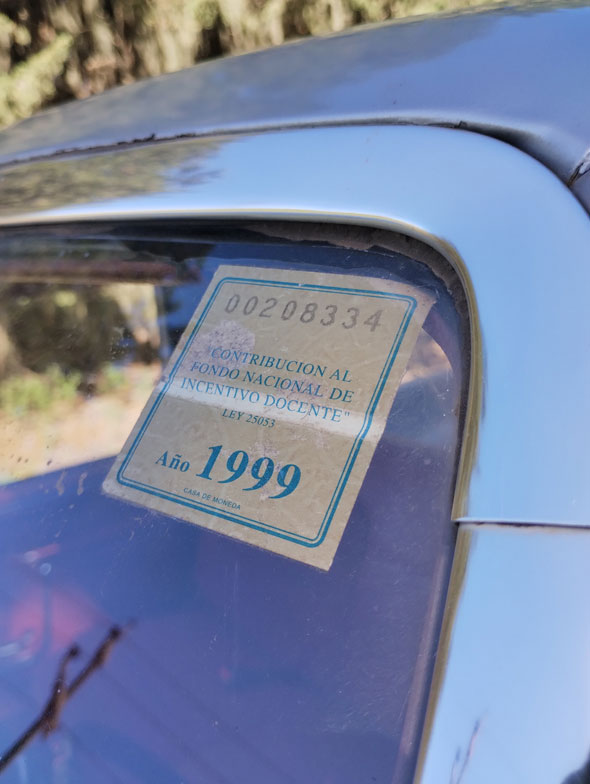 00208334
"CONTRIBUCION AL
FONDO NACIONAL DE
INCENTIVO DOCENTE"
LEY 25053
Año 1999
CASA DE MONEDA